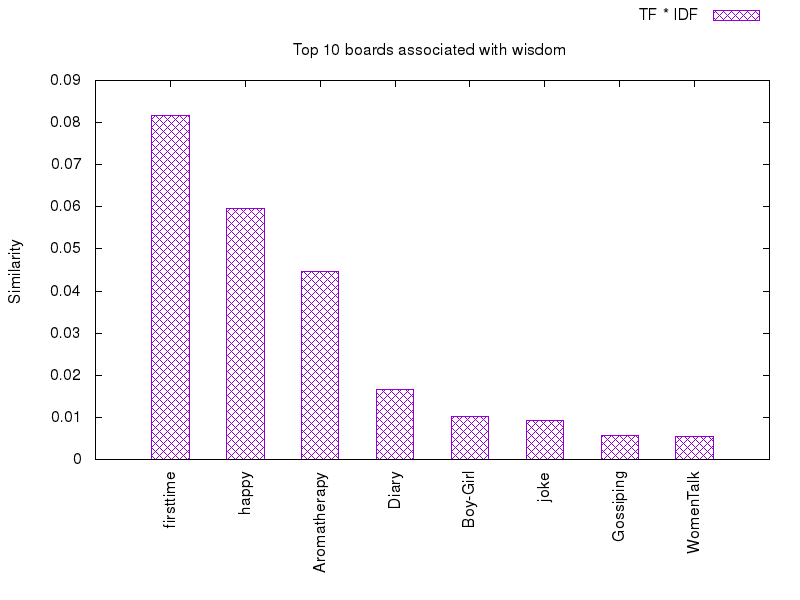 TF * IDF
Top 10 boards associated with wisdom
0.09
0.08
0.07
0.06
0.05
0.04
0.03
0.02
0.01
0
Similarity
firsttime
happy
Aromatherapy
Diary
Boy-Girl
joke
Gossiping
WomenTalk